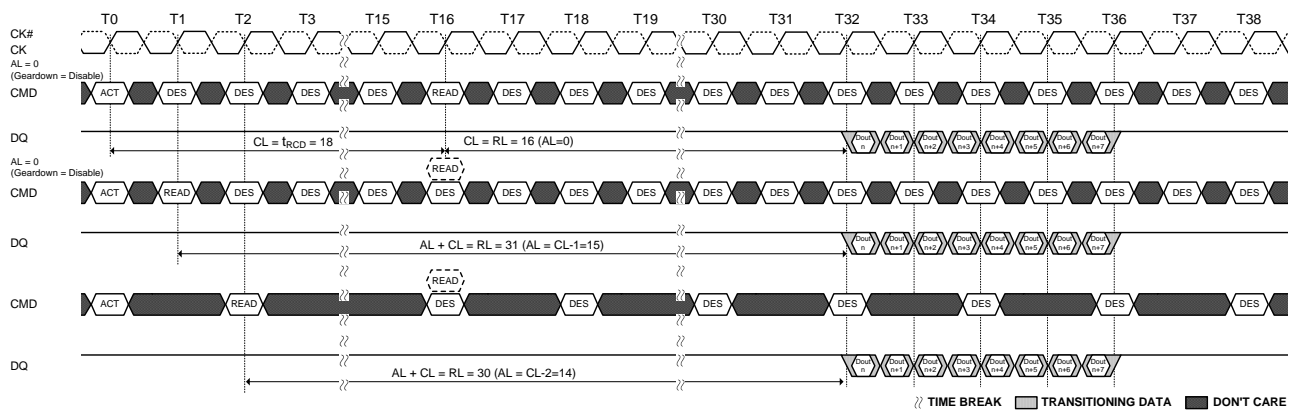 T0 T1 T2 T3 T15 T16 T17 T18 T19 T30 T31 T32 T33 T34 T35 T36 T37 T38
CK#
CK
AL = 0
(Geardown = Disable)
CMD ACT DES DES DES DES READ DES DES DES DES DES DES DES DES DES DES DES DES
DQ Dout n Dout n+1 Dout n+2 Dout n+3 Dout n+4 Dout n+5 Dout n+6 Dout n+7
CL = tRCD = 18 CL = RL = 16 (AL=0)
AL = 0
(Geardown = Disable)
READ
CMD ACT READ DES DES DES DES DES DES DES DES DES DES DES DES DES DES DES DES
DQ Dout n Dout n+1 Dout n+2 Dout n+3 Dout n+4 Dout n+5 Dout n+6 Dout n+7
AL + CL = RL = 31 (AL = CL-1=15)
READ
CMD ACT READ DES DES DES DES DES DES DES
DQ Dout n Dout n+1 Dout n+2 Dout n+3 Dout n+4 Dout n+5 Dout n+6 Dout n+7
AL + CL = RL = 30 (AL = CL-2=14)
TIME BREAK TRANSITIONING DATA DON'T CARE